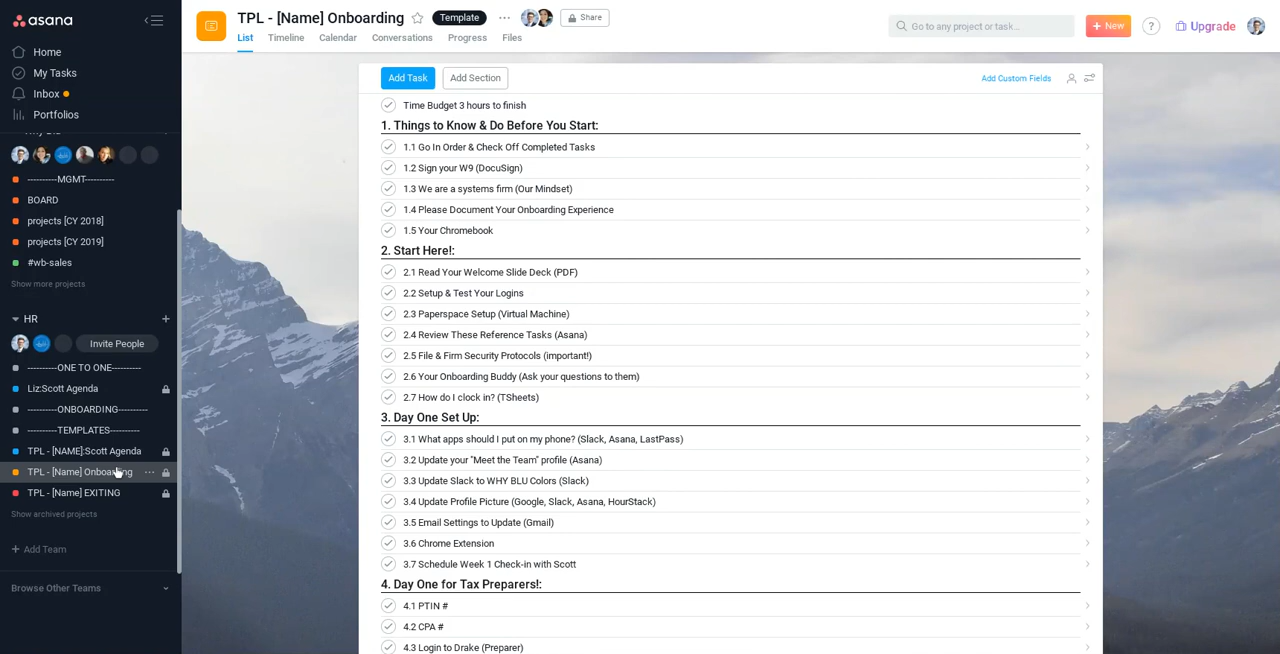 asana
Home
My Tasks
Inbox
Portfolios
----------MGMT----------
BOARD
projects [CY 2018]
projects [CY 2019]
#wb-sales
Show more projects
HR
Invite People
----------ONE TO ONE----------
Liz:Scott Agenda
----------ONBOARDING----------
----------TEMPLATES----------
TPL - [NAME]:Scott Agenda
TPL - [Name] Onboarding
TPL - [Name] EXITING
Show archived projects
+ Add Team
Browse Other Teams
TPL - [Name] Onboarding
Template
Share
List
Timeline
Calendar
Conversations
Progress
Files
Go to any project or task...
+ New
?
Upgrade
Add Task
Add Section
Add Custom Fields
Time Budget 3 hours to finish
1. Things to Know & Do Before You Start:
1.1 Go In Order & Check Off Completed Tasks
1.2 Sign your W9 (DocuSign)
1.3 We are a systems firm (Our Mindset)
1.4 Please Document Your Onboarding Experience
1.5 Your Chromebook
2. Start Here!:
2.1 Read Your Welcome Slide Deck (PDF)
2.2 Setup & Test Your Logins
2.3 Paperspace Setup (Virtual Machine)
2.4 Review These Reference Tasks (Asana)
2.5 File & Firm Security Protocols (important!)
2.6 Your Onboarding Buddy (Ask your questions to them)
2.7 How do I clock in? (TSheets)
3. Day One Set Up:
3.1 What apps should I put on my phone? (Slack, Asana, LastPass)
3.2 Update your "Meet the Team" profile (Asana)
3.3 Update Slack to WHY BLU Colors (Slack)
3.4 Update Profile Picture (Google, Slack, Asana, HourStack)
3.5 Email Settings to Update (Gmail)
3.6 Chrome Extension
3.7 Schedule Week 1 Check-in with Scott
4. Day One for Tax Preparers!:
4.1 PTIN #
4.2 CPA #
4.3 Login to Drake (Preparer)